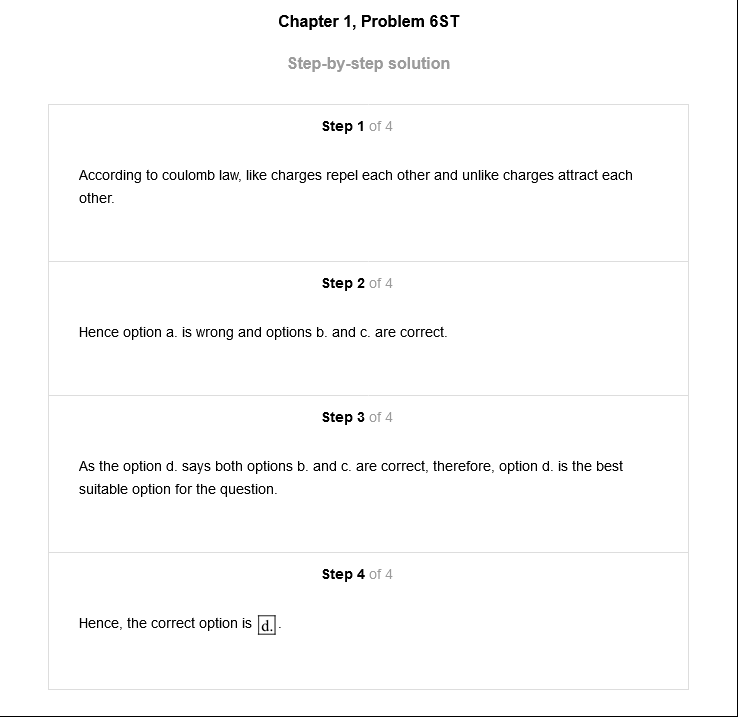 Chapter 1, Problem 6ST
Step-by-step solution
Step 1 of 4
According to coulomb law, like charges repel each other and unlike charges attract each
other.
Step 2 of 4
Hence option a. is wrong and options b. and c. are correct.
Step 3 of 4
As the option d. says both options b. and c. are correct, therefore, option d. is the best
suitable option for the question.
Step 4 of 4
Hence, the correct option is d..